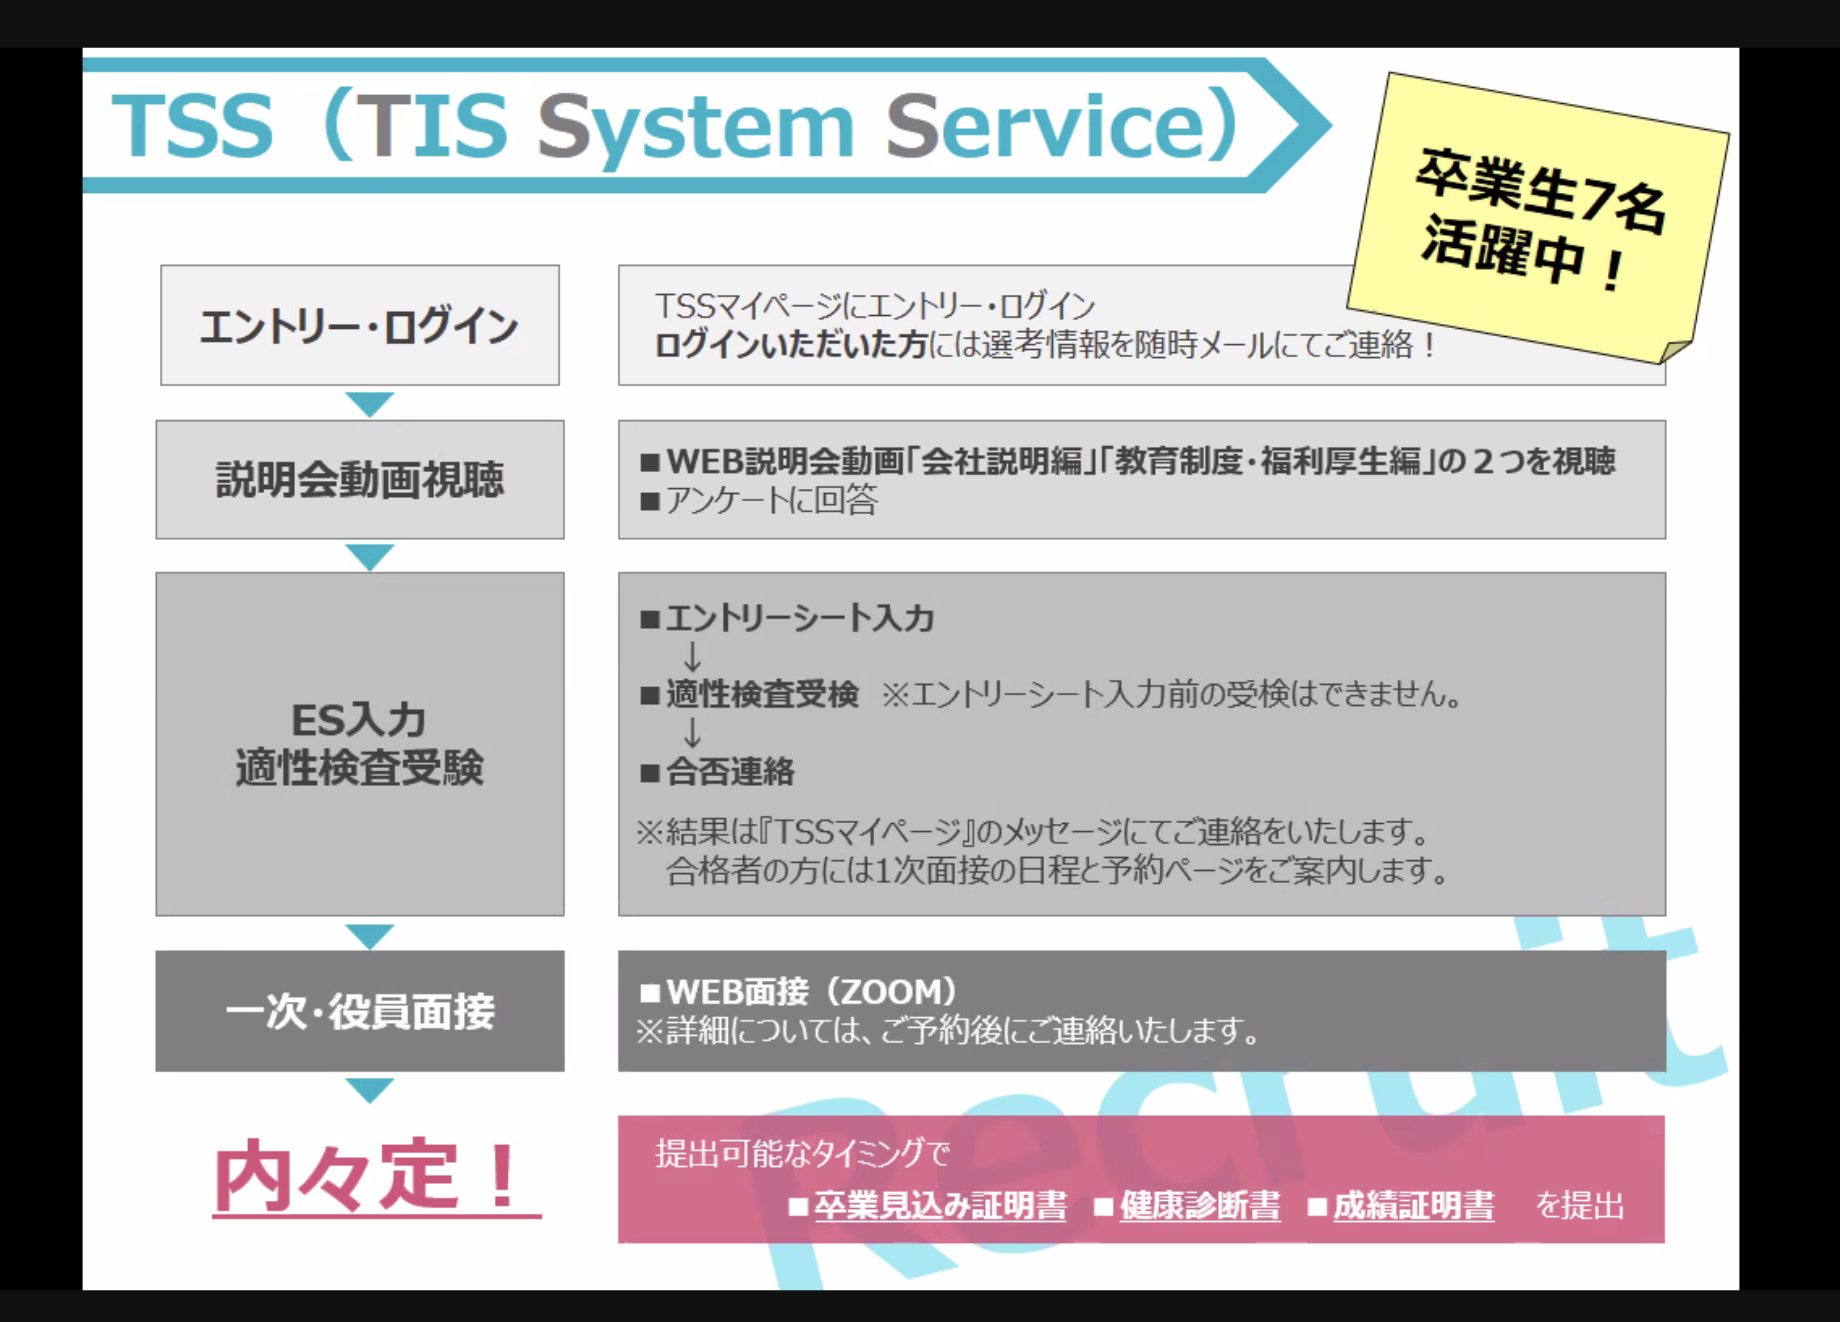 TSS（TIS System Service）
卒業生7名
活躍中！
エントリー・ログイン
TSSマイページにエントリー・ログイン
ログインいただいた方には選考情報を随時メールにてご連絡！
説明会動画視聴
■WEB説明会動画「会社説明編」「教育制度・福利厚生編」の２つを視聴
■アンケートに回答
ES入力
適性検査受験
■エントリーシート入力
↓
■適性検査受検 ※エントリーシート入力前の受検はできません。
↓
■合否連絡
※結果は『TSSマイページ』のメッセージにてご連絡をいたします。
合格者の方には1次面接の日程と予約ページをご案内します。
一次・役員面接
■WEB面接（ZOOM）
※詳細については、ご予約後にご連絡いたします。
内々定！
提出可能なタイミングで
■卒業見込み証明書 ■健康診断書 ■成績証明書 を提出
Recruit